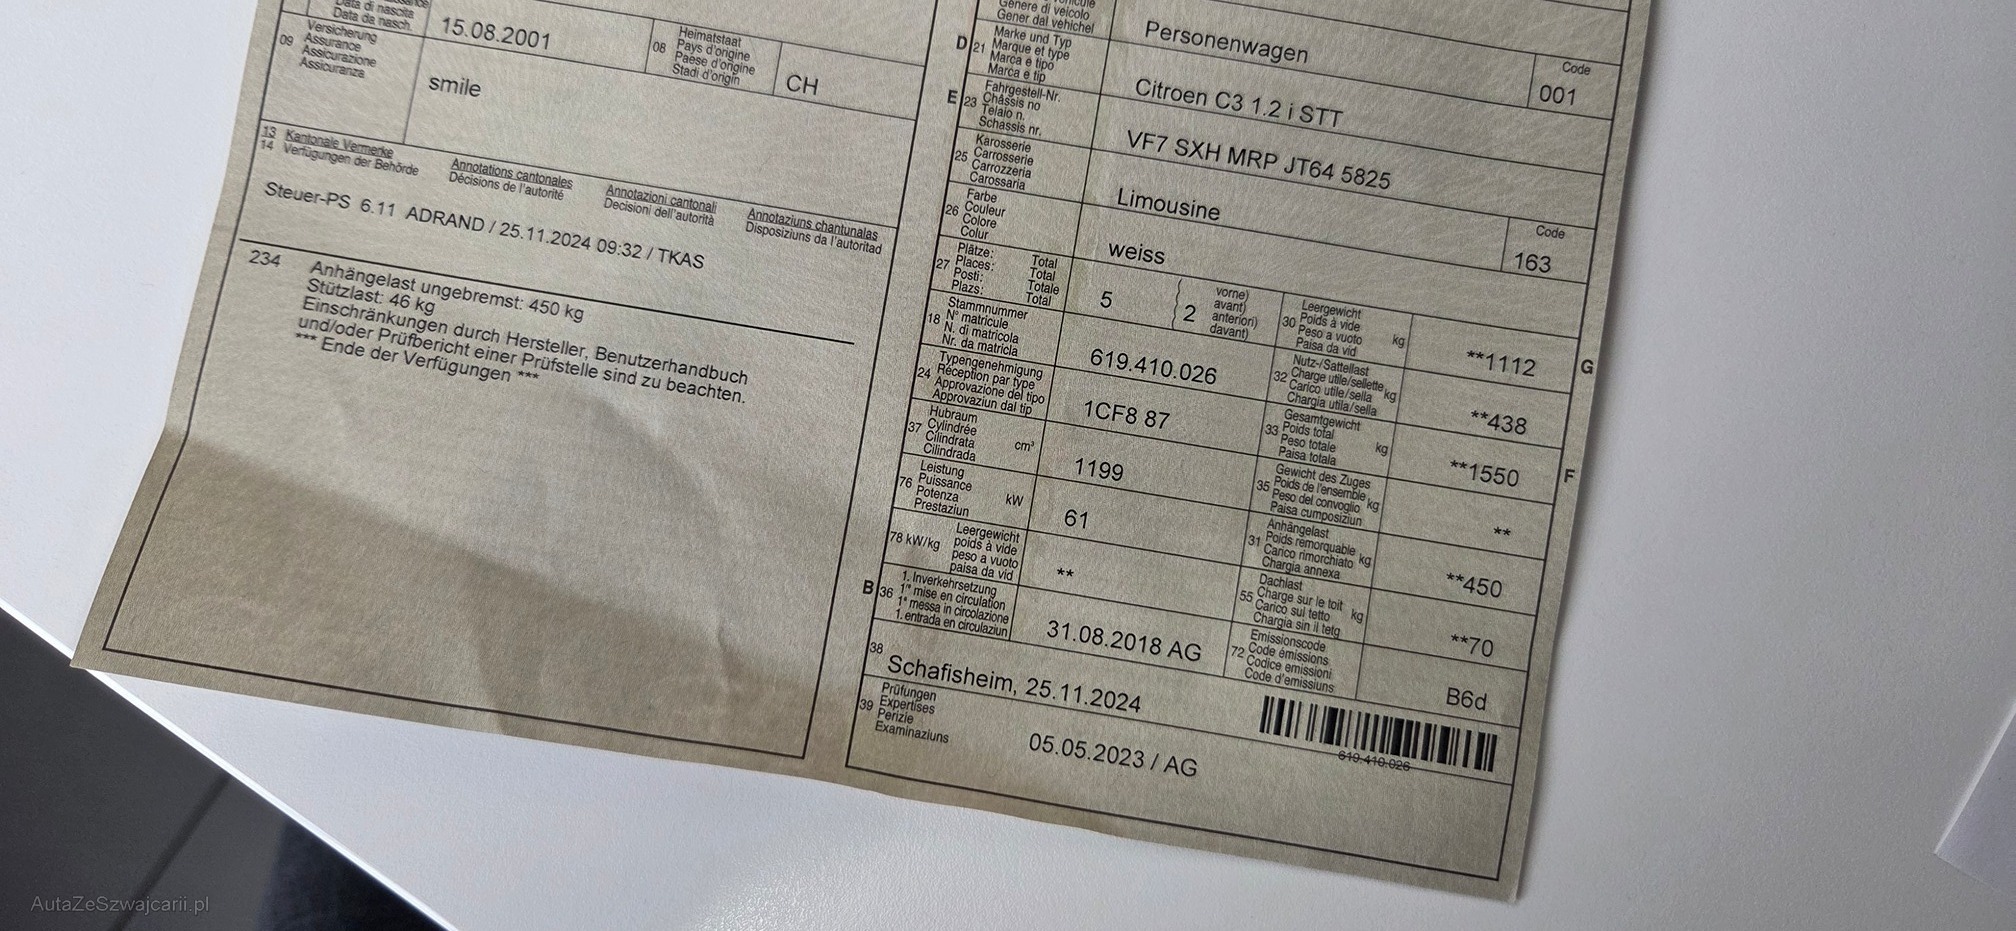 Data di nascita
Data da nasch.
15.08.2001
08
Heimatstaat
Pays d'origine
Paese d'origine
Stadi d'origin
CH
09
Versicherung
Assurance
Assicurazione
Assicuranza
smile
13 Kantonale Vermerke
14 Verfügungen der Behörde
Annotations cantonales
Décisions de l'autorité
Annotazioni cantonali
Decisioni dell'autorità
Annotaziuns chantunalas
Disposiziuns da l'autoritad
Steuer-PS 6.11 ADRAND / 25.11.2024 09:32 / TKAS
234 Anhängelast ungebremst: 450 kg
Stützlast: 46 kg
Einschränkungen durch Hersteller, Benutzerhandbuch
und/oder Prüfbericht einer Prüfstelle sind zu beachten.
*** Ende der Verfügungen ***
Genere di veicolo
Gener dal vehichel
Personenwagen
Code
001
D 21
Marke und Typ
Marque et type
Marca e tipo
Marca e tip
Citroen C3 1.2 i STT
E 23
Fahrgestell-Nr.
Châssis no
Telaio n.
Schassis nr.
VF7 SXH MRP JT64 5825
25
Karosserie
Carrosserie
Carrozzeria
Carossaria
Limousine
Code
163
26
Farbe
Couleur
Colore
Colur
weiss
27
Plätze: Total
Places: Total
Posti: Totale
Plazs: Total
5
2
vorne)
avant)
anteriori)
davant)
30
Leergewicht
Poids à vide
Peso a vuoto
Paisa da vid
kg
**1112
G
18
Stammnummer
N° matricule
N. di matricola
Nr. da matricla
619.410.026
32
Nutz-/Sattellast
Charge utile/sellette
Carico utile/sella
Chargia utila/sella
kg
**438
24
Typengenehmigung
Réception par type
Approvazione del tipo
Approvaziun dal tip
1CF8 87
33
Gesamtgewicht
Poids total
Peso totale
Paisa totala
kg
**1550
F
37
Hubraum
Cylindrée
Cilindrata
Cilindrada
cm³
1199
35
Gewicht des Zuges
Poids de l'ensemble
Peso del convoglio
Paisa cumposiziun
kg
**
76
Leistung
Puissance
Potenza
Prestaziun
kW
61
31
Anhängelast
Poids remorquable
Carico rimorchiato
Chargia annexa
kg
**450
78 kW/kg
Leergewicht
poids à vide
peso a vuoto
paisa da vid
**
55
Dachlast
Charge sur le toit
Carico sul tetto
Chargia sin il tetg
kg
**70
B 36
1. Inverkehrsetzung
1re mise en circulation
1a messa in circolazione
1. entrada en circulaziun
31.08.2018 AG
72
Emissionscode
Code émissions
Codice emissioni
Code d'emissiuns
B6d
38
Schafisheim, 25.11.2024
39
Prüfungen
Expertises
Perizie
Examinaziuns
05.05.2023 / AG
619.410.026
AutaZeSzwajcarii.pl